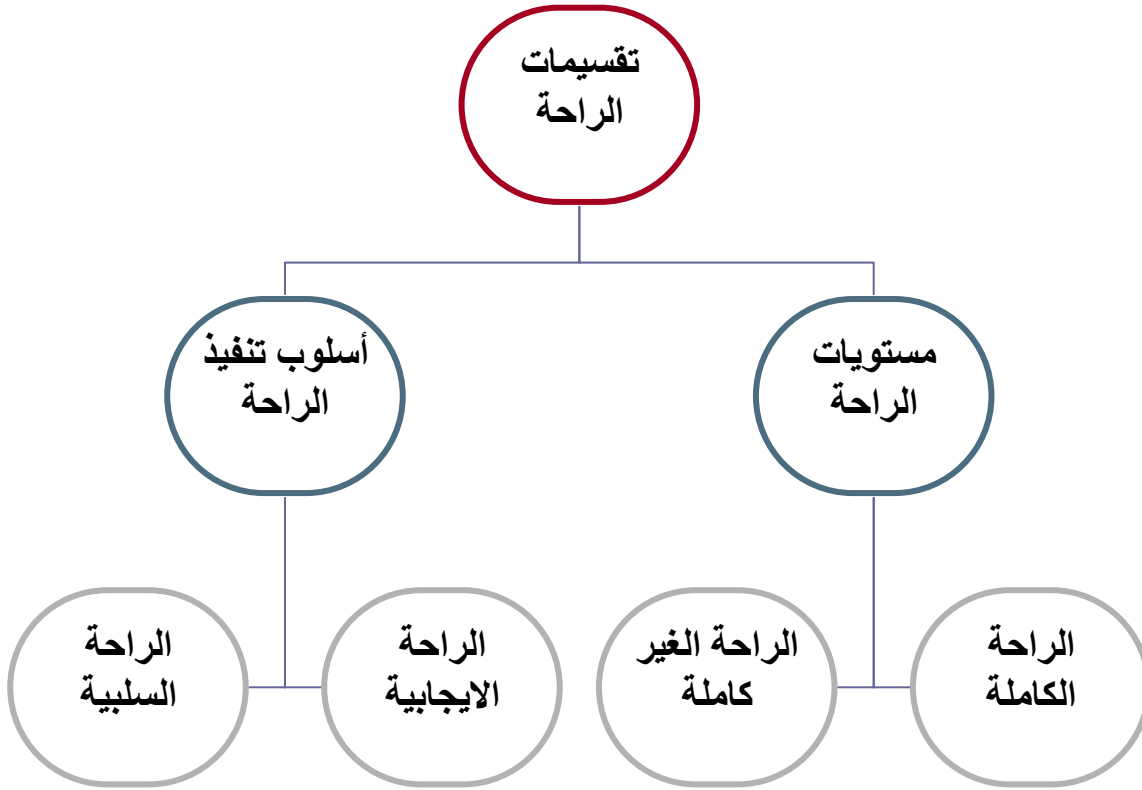 تقسيمات
الراحة
مستويات
الراحة
أسلوب تنفيذ
الراحة
الراحة
الكاملة
الراحة الغير
كاملة
الراحة
الايجابية
الراحة
السلبية